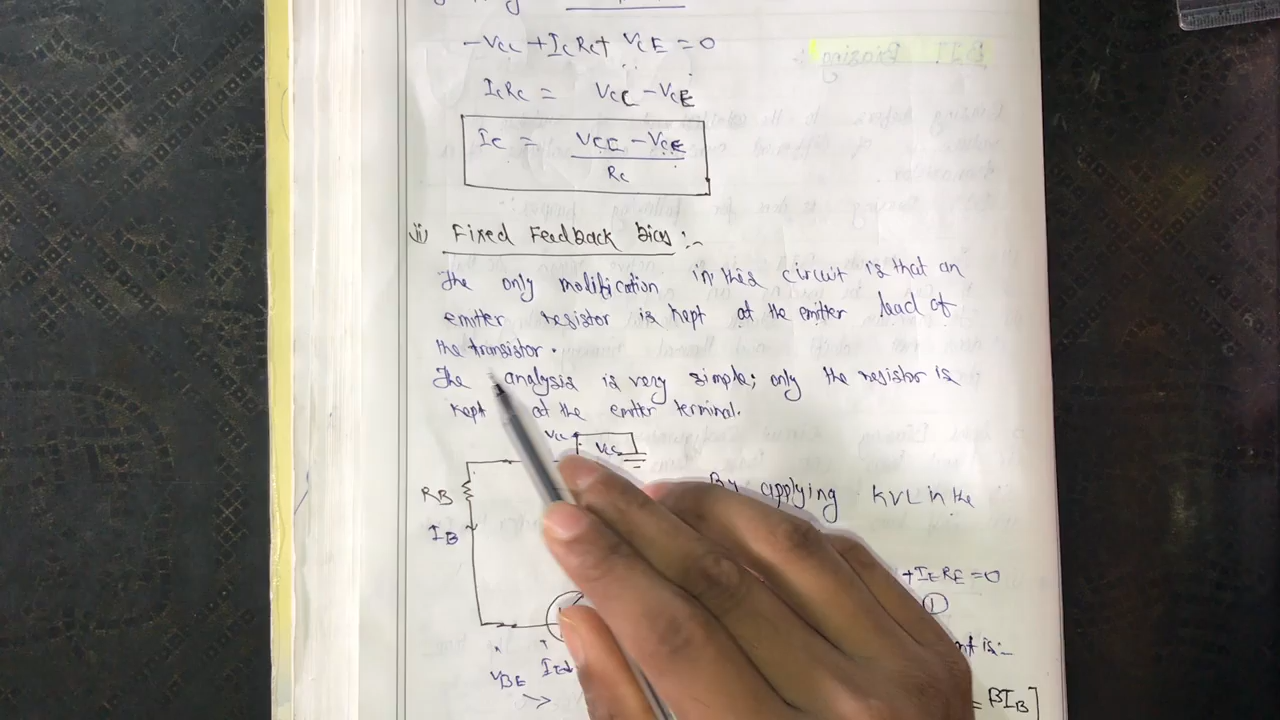 -VCC + ICRC + VCE = 0
ICRC = VCC - VCE
IC = VCC - VCE
RC
ii) Fixed Feedback Bias :-
The only modification in this circuit is that an
emitter resistor is kept at the emitter lead of
the transistor.
The analysis is very simple; only the resistor is
kept at the emitter terminal.
VCC VCC
By applying KVL in the
RB
IB
+IERE = 0
1
is:-
VBE
= βIB]